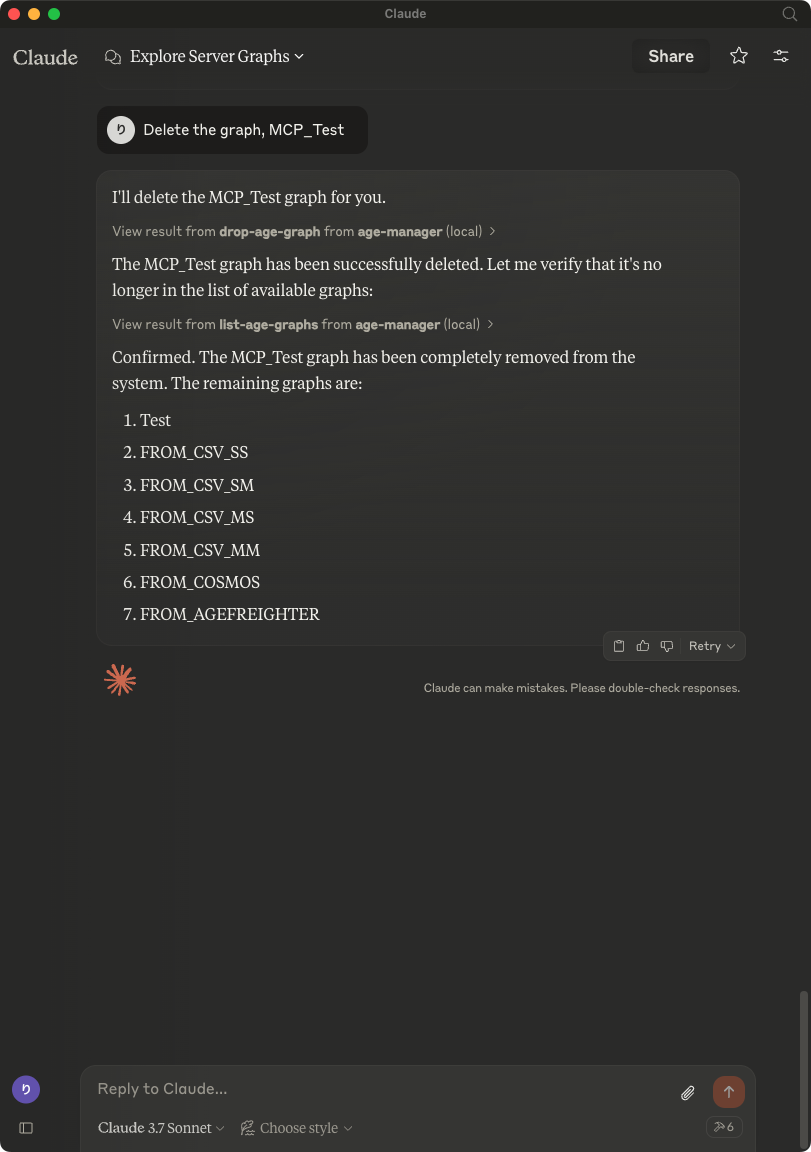 Claude
Claude
Explore Server Graphs
Share
り
Delete the graph, MCP_Test
I'll delete the MCP_Test graph for you.
View result from drop-age-graph from age-manager (local)
The MCP_Test graph has been successfully deleted. Let me verify that it's no
longer in the list of available graphs:
View result from list-age-graphs from age-manager (local)
Confirmed. The MCP_Test graph has been completely removed from the
system. The remaining graphs are:
1. Test
2. FROM_CSV_SS
3. FROM_CSV_SM
4. FROM_CSV_MS
5. FROM_CSV_MM
6. FROM_COSMOS
7. FROM_AGEFREIGHTER
Retry
Claude can make mistakes. Please double-check responses.
り
Reply to Claude...
Claude 3.7 Sonnet
Choose style
6